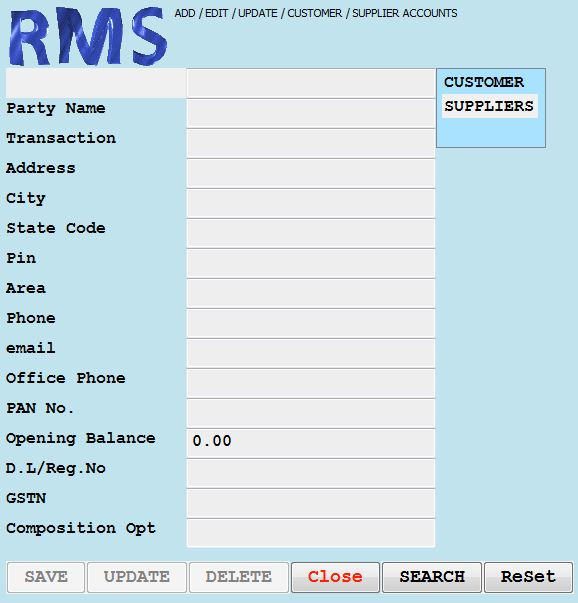 RMS
ADD / EDIT / UPDATE / CUSTOMER / SUPPLIER ACCOUNTS
CUSTOMER
SUPPLIERS
Party Name
Transaction
Address
City
State Code
Pin
Area
Phone
email
Office Phone
PAN No.
Opening Balance 0.00
D.L/Reg.No
GSTN
Composition Opt
SAVE UPDATE DELETE Close SEARCH ReSet